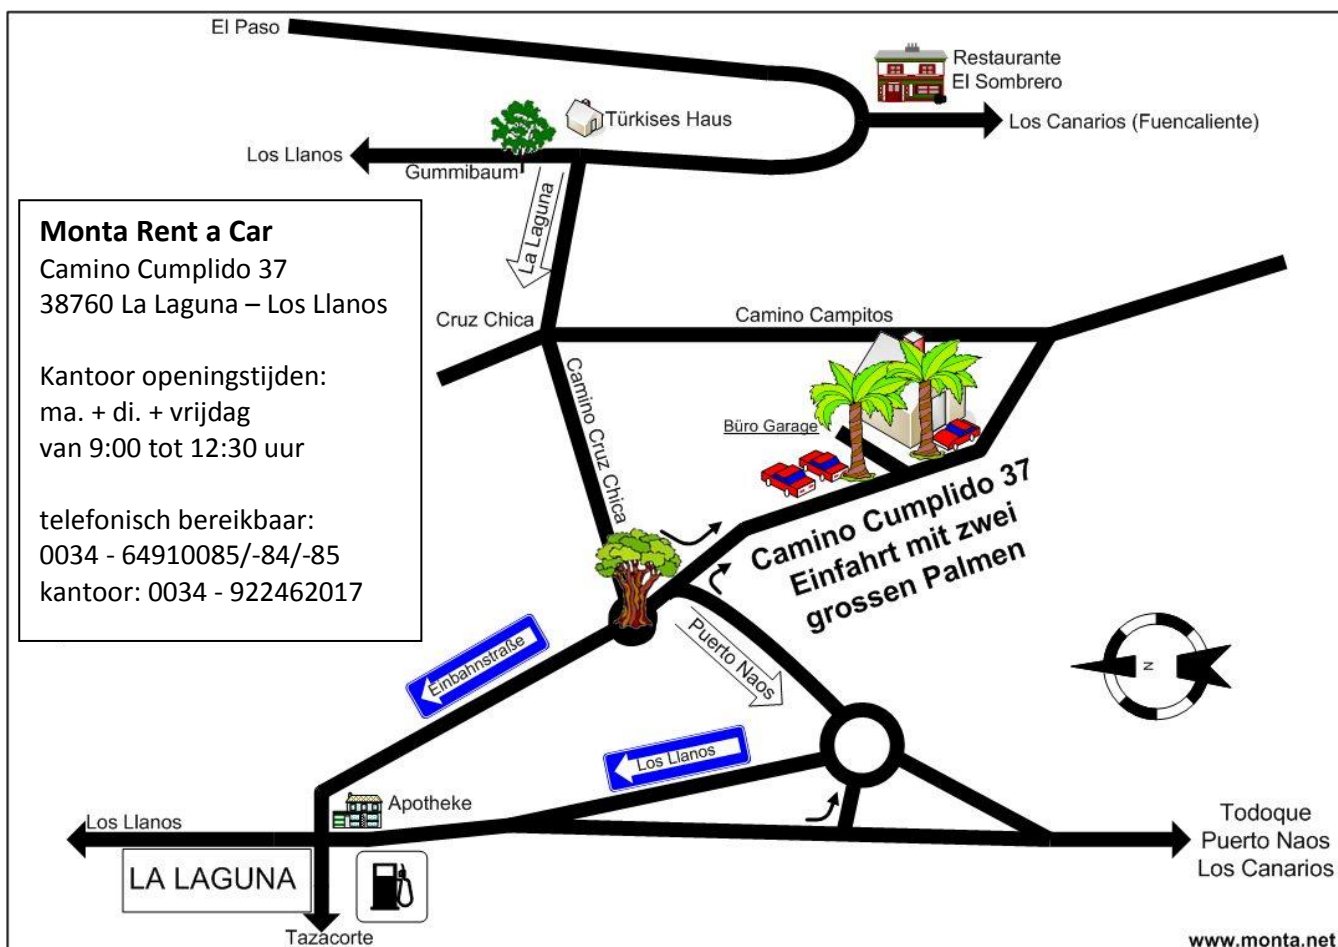 El Paso
Restaurante
El Sombrero
Türkises Haus
Los Canarios (Fuencaliente)
Los Llanos
Gummibaum
La Laguna
Monta Rent a Car
Camino Cumplido 37
38760 La Laguna – Los Llanos
Kantoor openingstijden:
ma. + di. + vrijdag
van 9:00 tot 12:30 uur
telefonisch bereikbaar:
0034 - 64910085/-84/-85
kantoor: 0034 - 922462017
Cruz Chica
Camino Campitos
Camino Cruz Chica
Büro Garage
Camino Cumplido 37
Einfahrt mit zwei
grossen Palmen
Einbahnstraße
Puerto Naos
N
Los Llanos
Apotheke
Los Llanos
LA LAGUNA
Tazacorte
Todoque
Puerto Naos
Los Canarios
www.monta.net